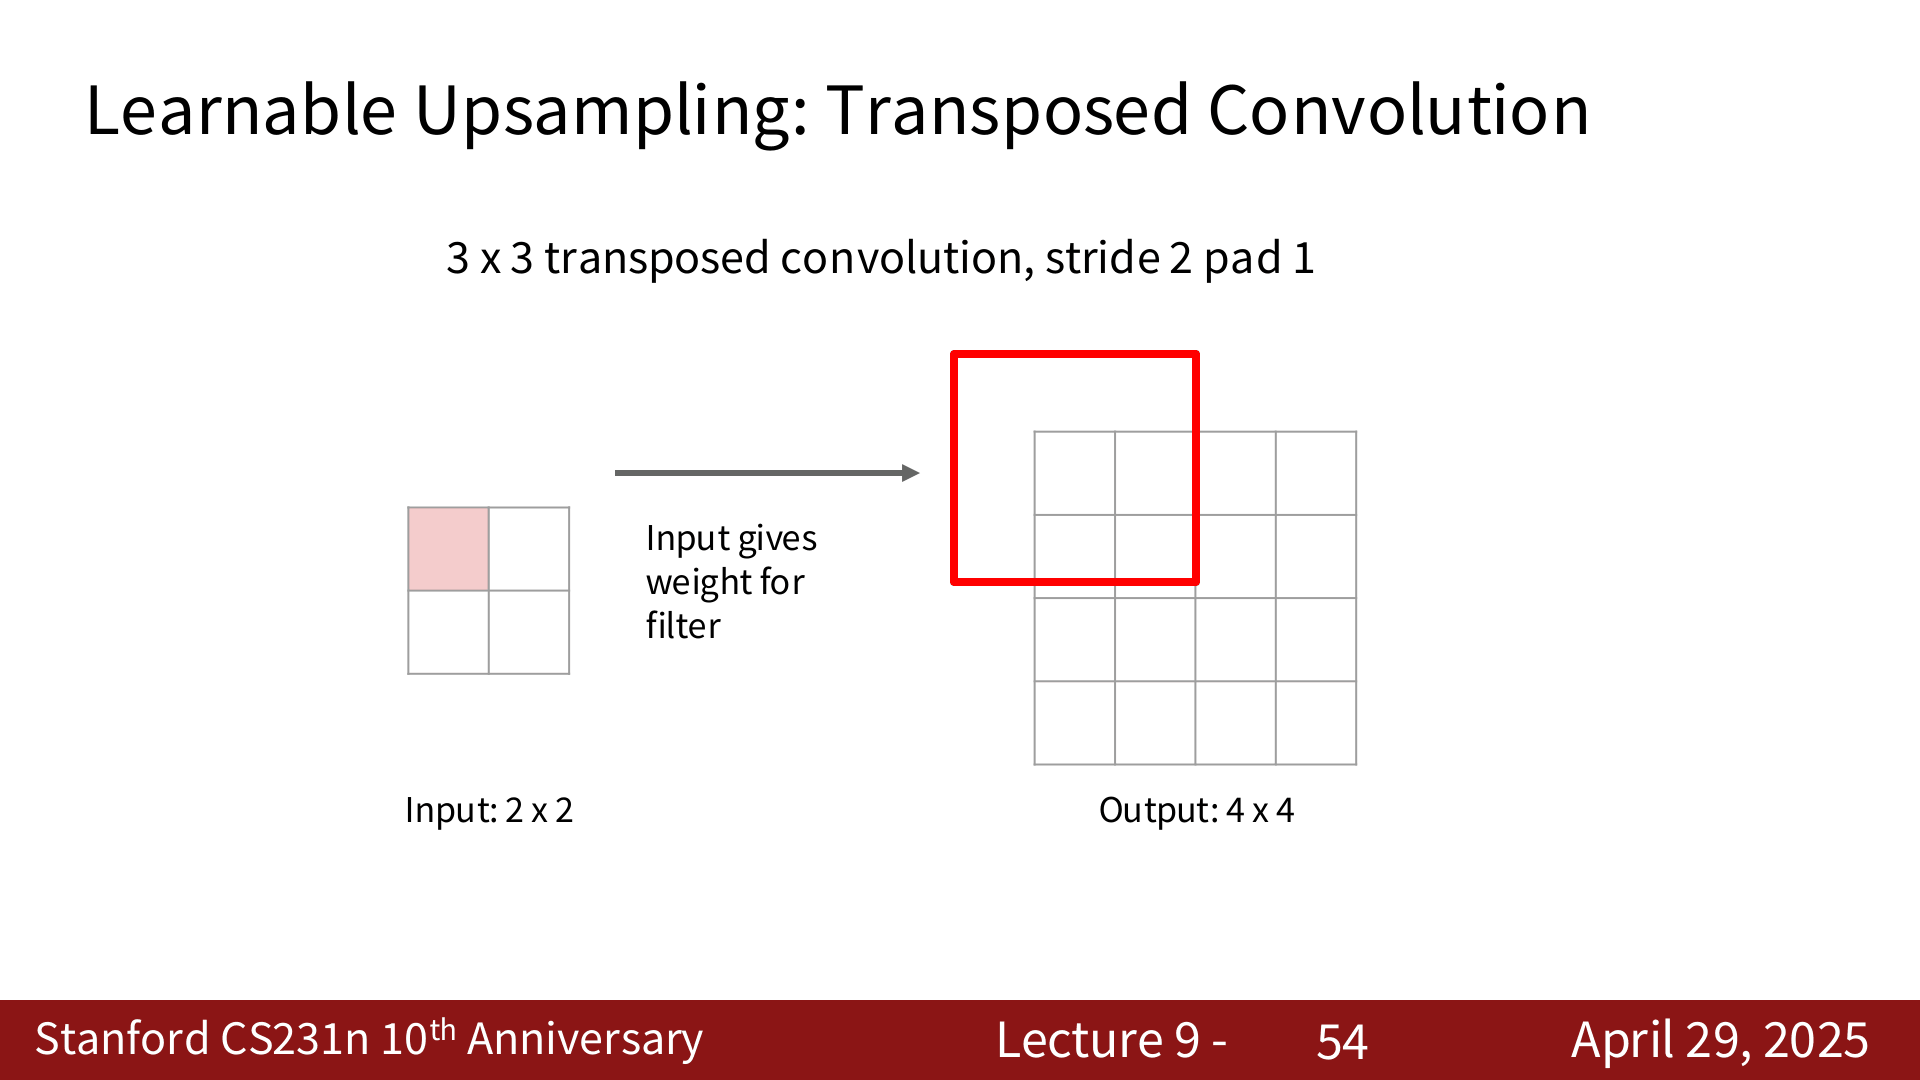 Learnable Upsampling: Transposed Convolution
3 x 3 transposed convolution, stride 2 pad 1
Input gives
weight for
filter
Input: 2 x 2
Output: 4 x 4
Stanford CS231n 10th Anniversary
Lecture 9 - 54
April 29, 2025